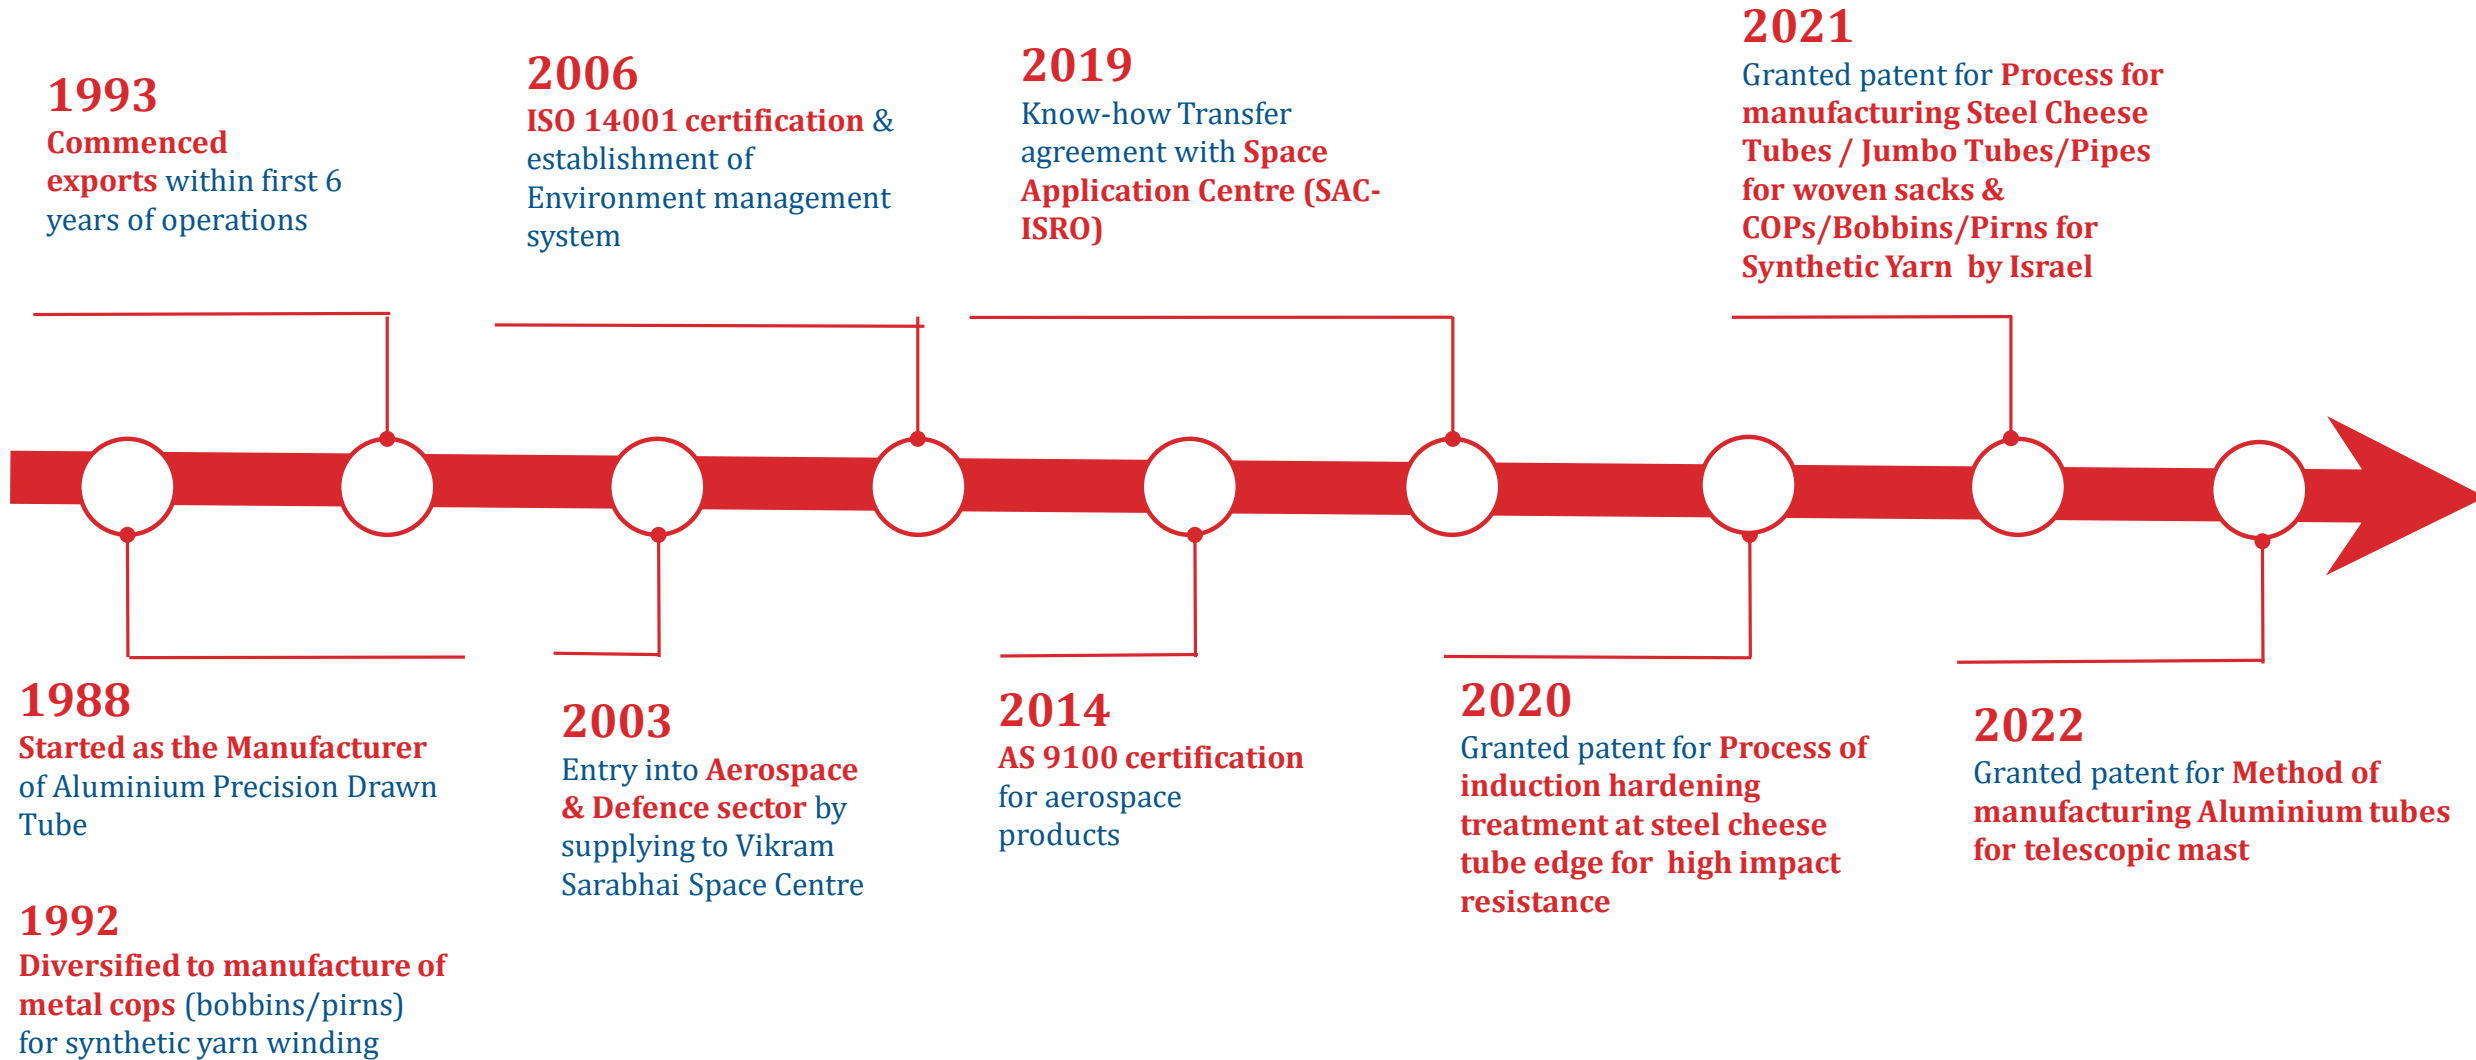 1993
Commenced
exports within first 6
years of operations
2006
ISO 14001 certification &
establishment of
Environment management
system
2019
Know-how Transfer
agreement with Space
Application Centre (SAC-
ISRO)
2021
Granted patent for Process for
manufacturing Steel Cheese
Tubes / Jumbo Tubes/Pipes
for woven sacks &
COPs/Bobbins/Pirns for
Synthetic Yarn by Israel
1988
Started as the Manufacturer
of Aluminium Precision Drawn
Tube
1992
Diversified to manufacture of
metal cops (bobbins/pirns)
for synthetic yarn winding
2003
Entry into Aerospace
& Defence sector by
supplying to Vikram
Sarabhai Space Centre
2014
AS 9100 certification
for aerospace
products
2020
Granted patent for Process of
induction hardening
treatment at steel cheese
tube edge for high impact
resistance
2022
Granted patent for Method of
manufacturing Aluminium tubes
for telescopic mast